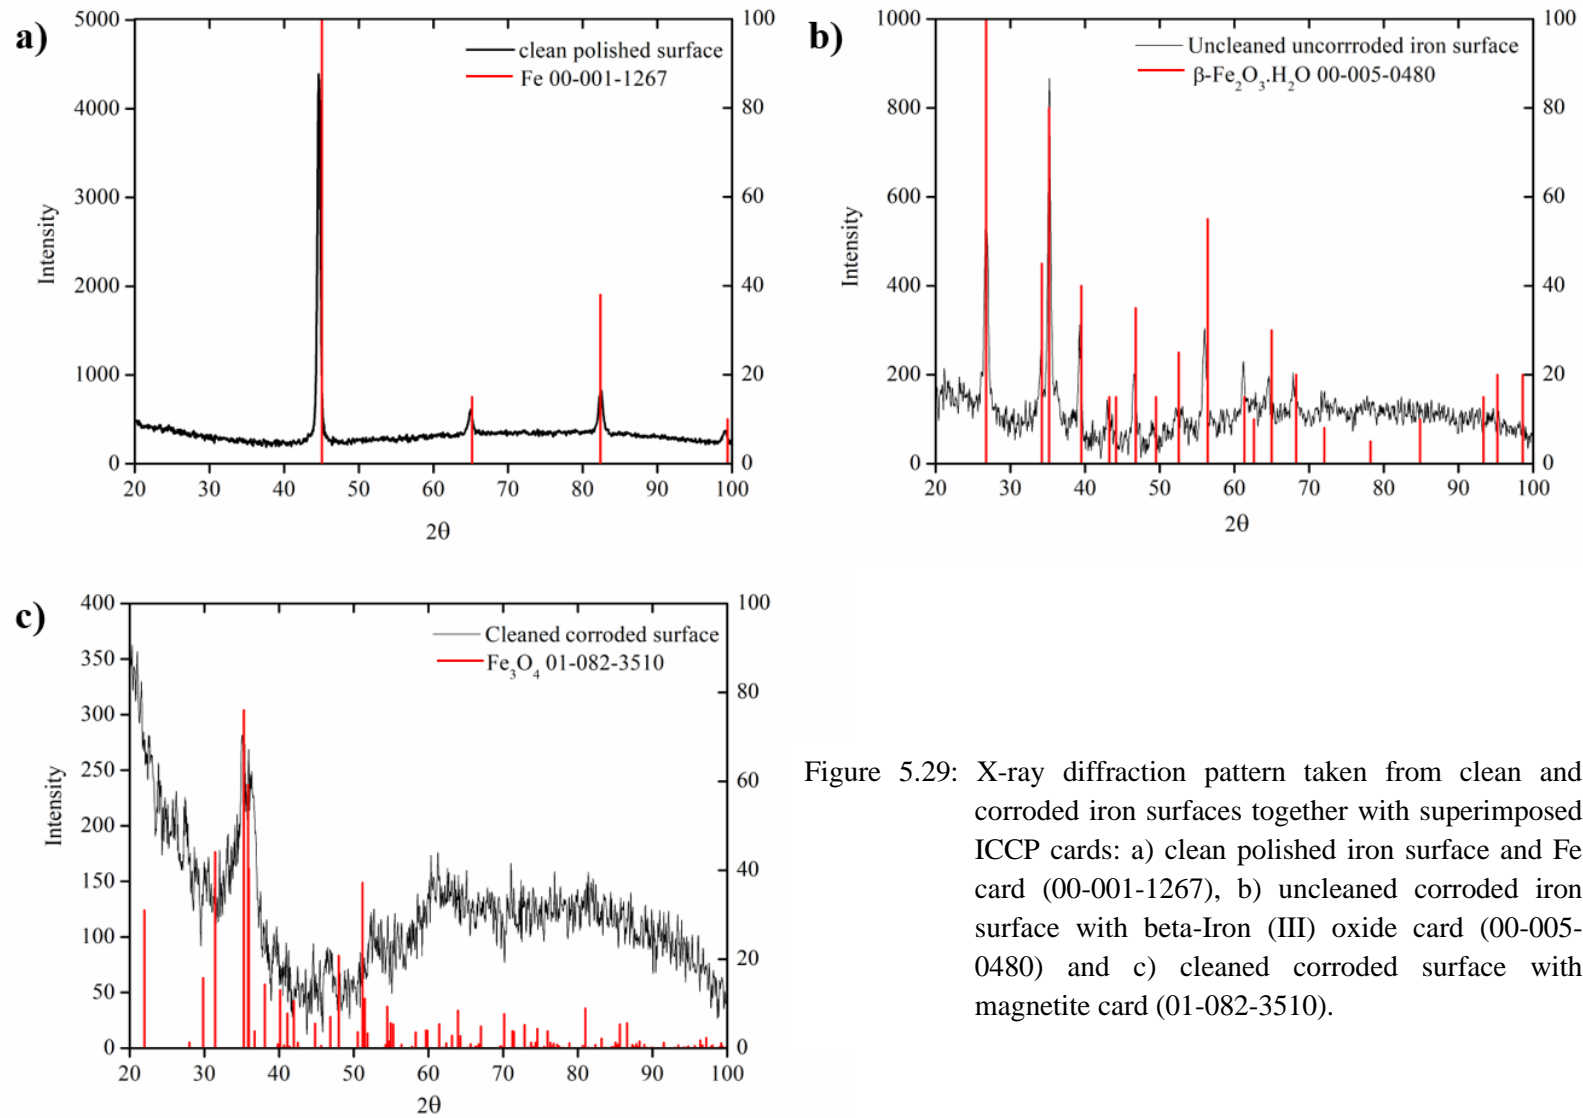 a)
5000
4000
3000
2000
1000
0
Intensity
clean polished surface
Fe 00-001-1267
100
80
60
40
20
0
20 30 40 50 60 70 80 90 100
2θ
b)
1000
800
600
400
200
0
Intensity
Uncleaned uncorrroded iron surface
β-Fe₂O₃.H₂O 00-005-0480
100
80
60
40
20
0
20 30 40 50 60 70 80 90 100
2θ
c)
400
350
300
250
200
150
100
50
0
Intensity
Cleaned corroded surface
Fe₃O₄ 01-082-3510
100
80
60
40
20
0
20 30 40 50 60 70 80 90 100
2θ
Figure 5.29: X-ray diffraction pattern taken from clean and
corroded iron surfaces together with superimposed
ICCP cards: a) clean polished iron surface and Fe
card (00-001-1267), b) uncleaned corroded iron
surface with beta-Iron (III) oxide card (00-005-
0480) and c) cleaned corroded surface with
magnetite card (01-082-3510).